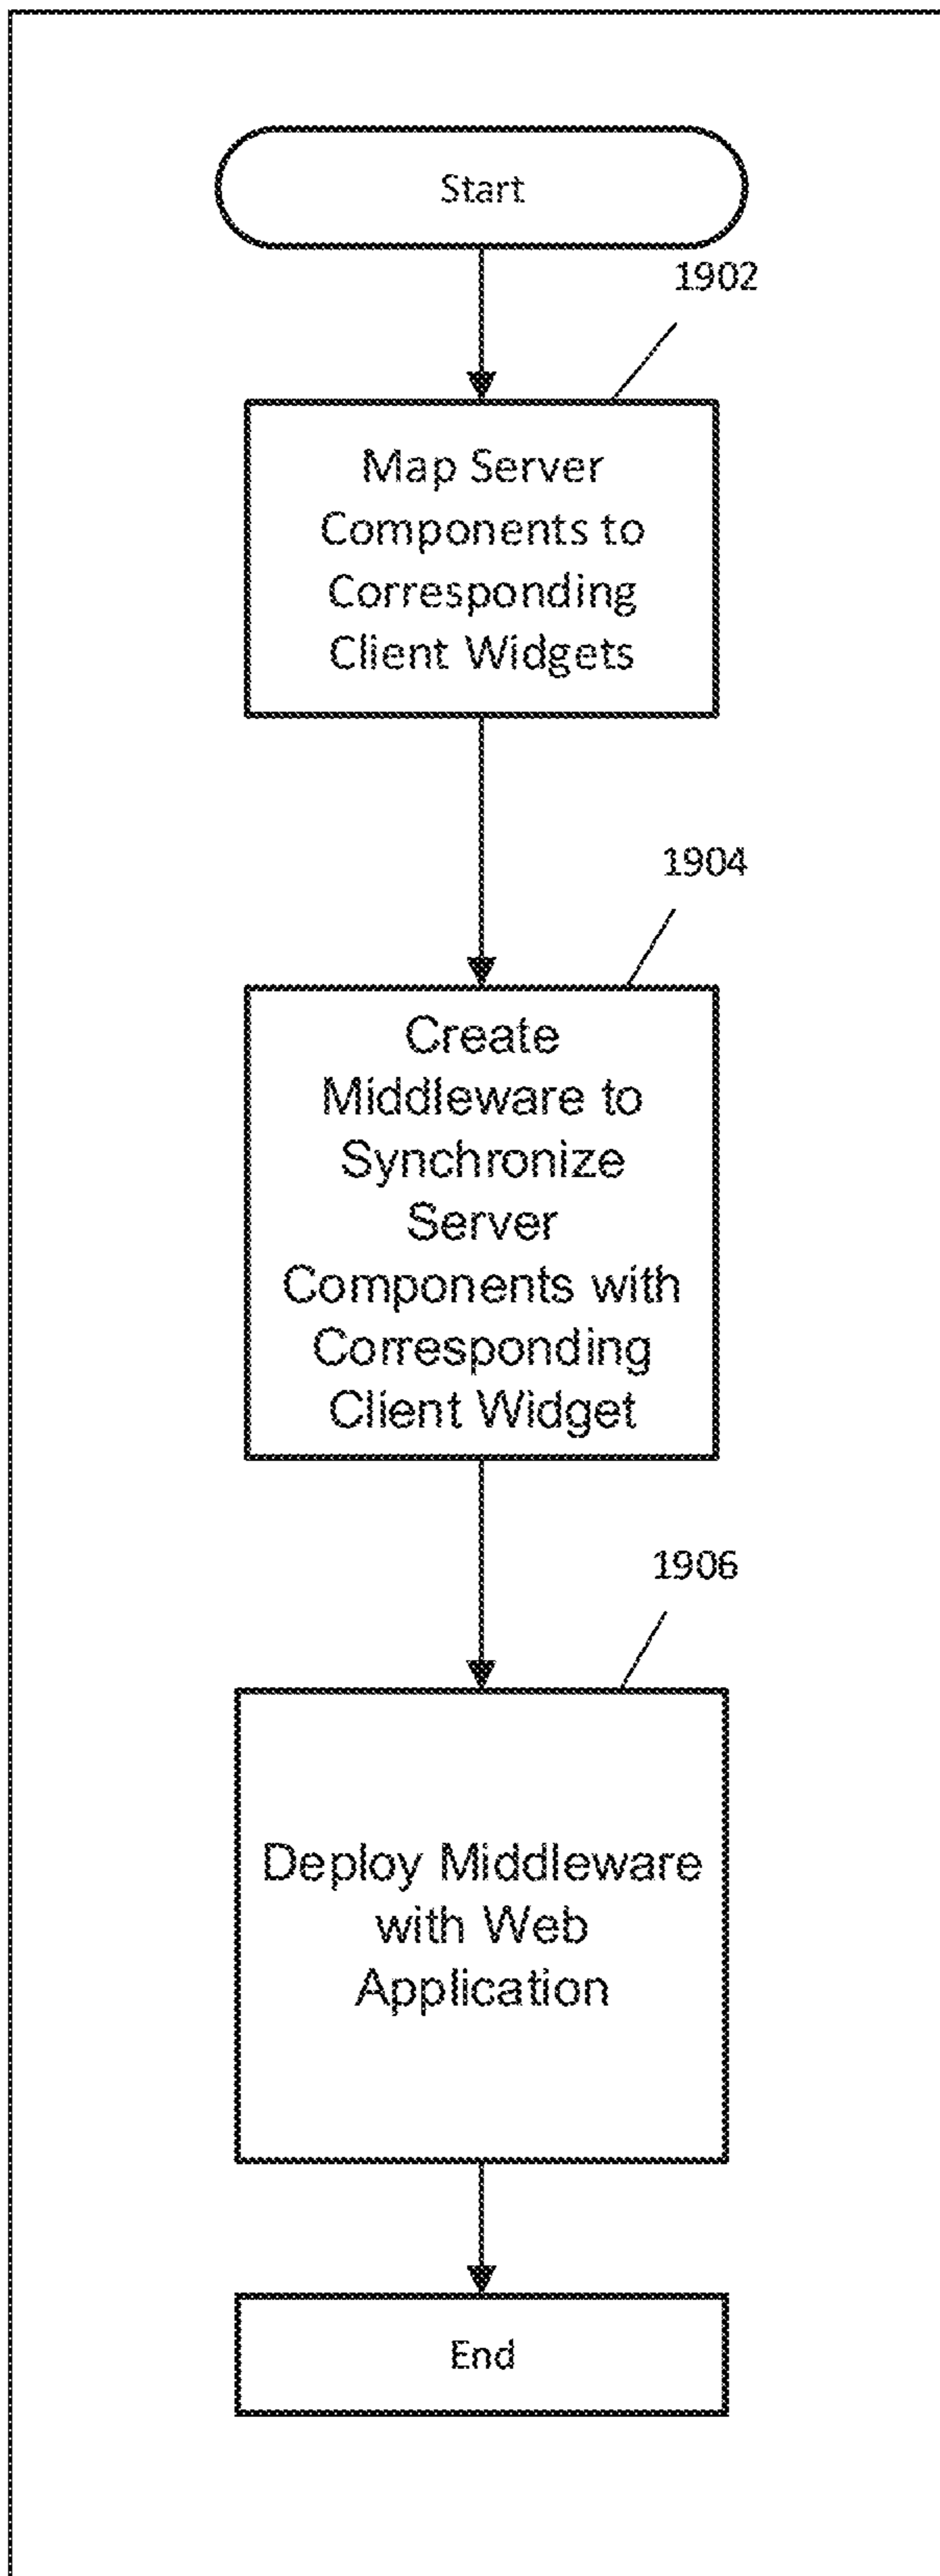 Start
1902
Map Server
Components to
Corresponding
Client Widgets
1904
Create
Middleware to
Synchronize
Server
Components with
Corresponding
Client Widget
1906
Deploy Middleware
with Web
Application
End